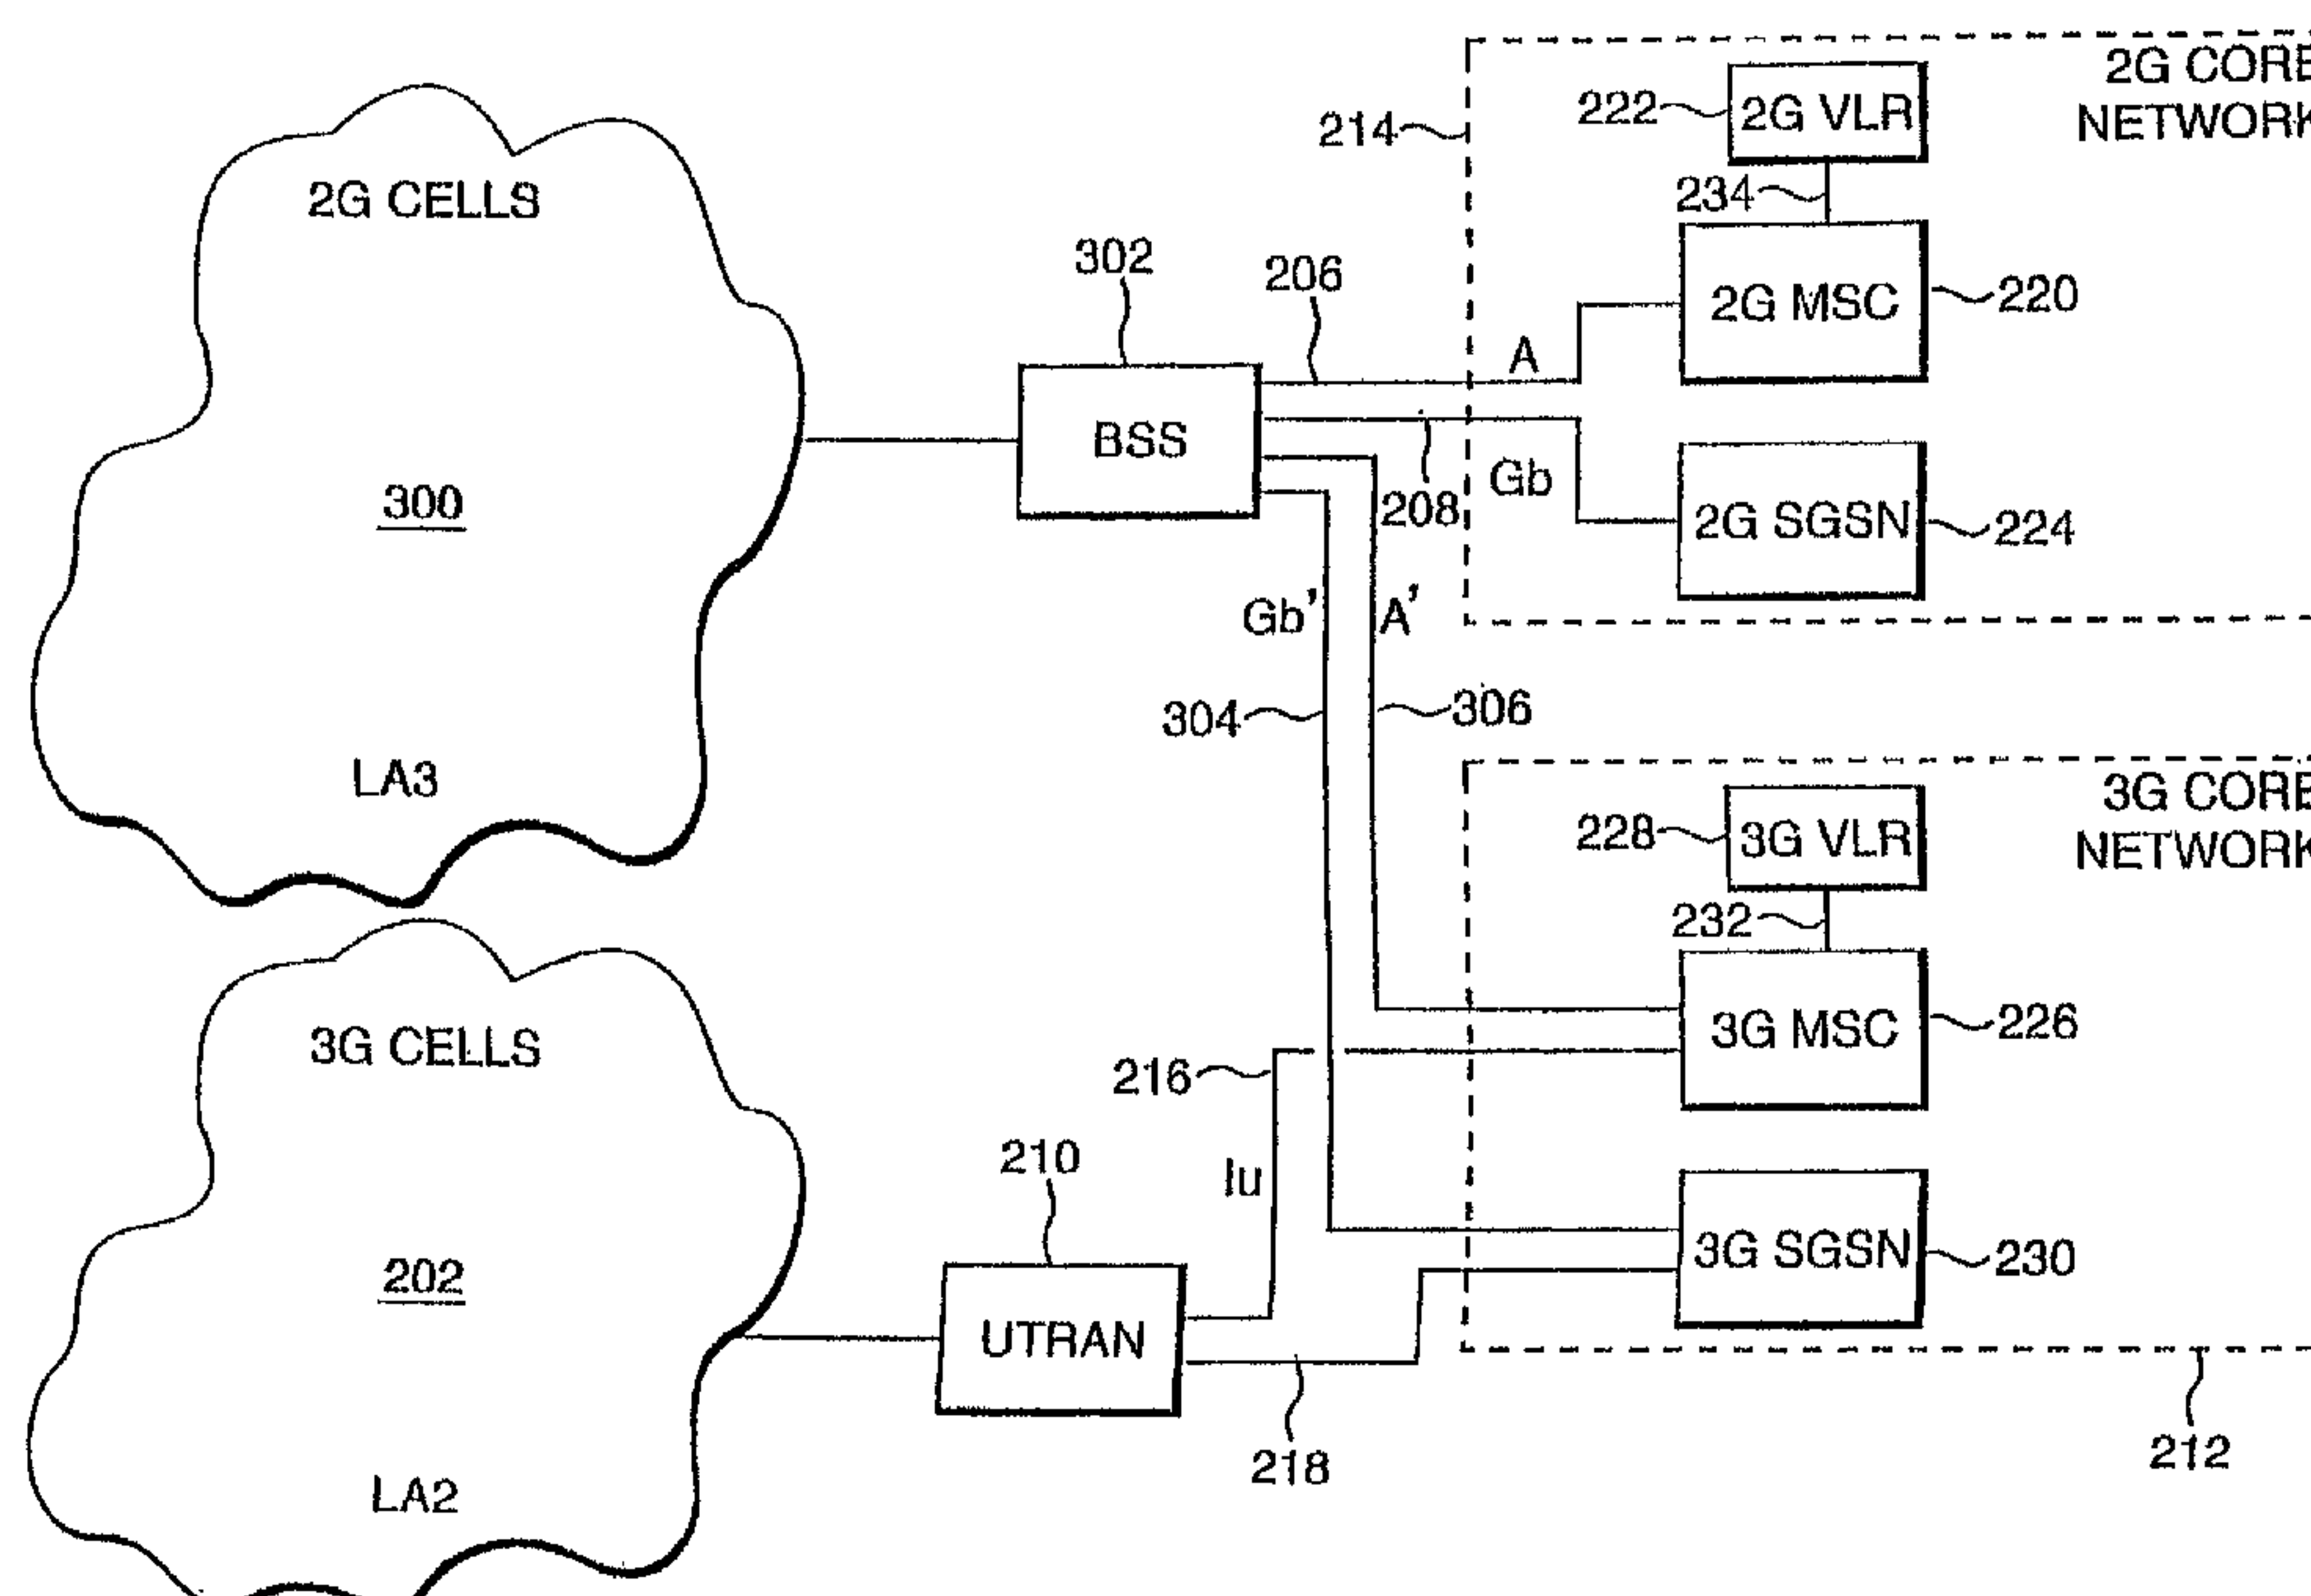 2G CORE
NETWORK
222
2G VLR
214
234
2G CELLS
302
206
2G MSC
220
A
BSS
300
208
Gb
2G SGSN
224
Gb'
A'
304
306
LA3
3G CORE
NETWORK
228
3G VLR
232
3G CELLS
3G MSC
226
216
210
Iu
202
3G SGSN
230
UTRAN
218
212
LA2